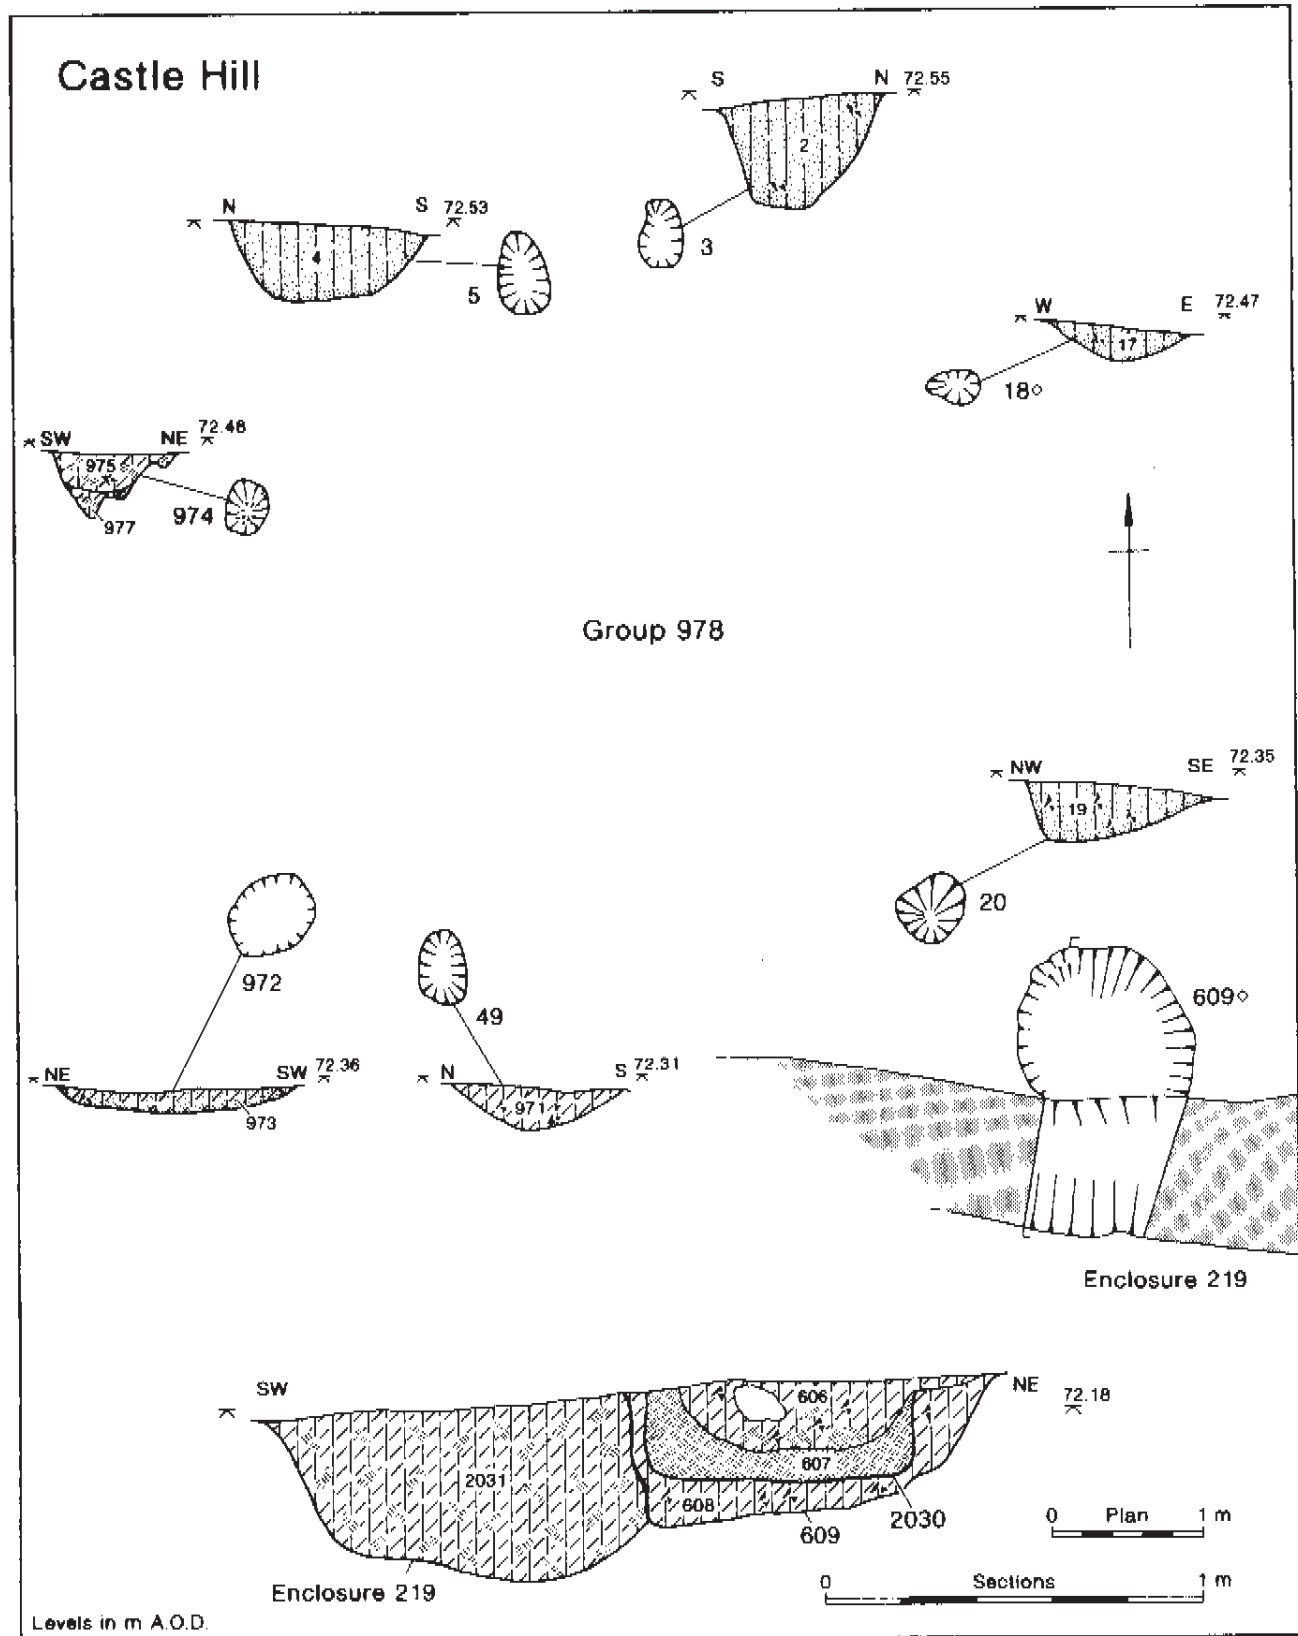 Castle Hill
S N 72.55
2
3
N S 72.53
4
5
W E 72.47
17
18◇
SW NE 72.48
975
977
974
Group 978
NW SE 72.35
19
20
972
49
609◇
NE SW 72.36
973
N S 72.31
971
Enclosure 219
SW NE 72.18
606
607
2031
608
609
2030
Enclosure 219
0 Plan 1 m
0 Sections 1 m
Levels in m A.O.D.